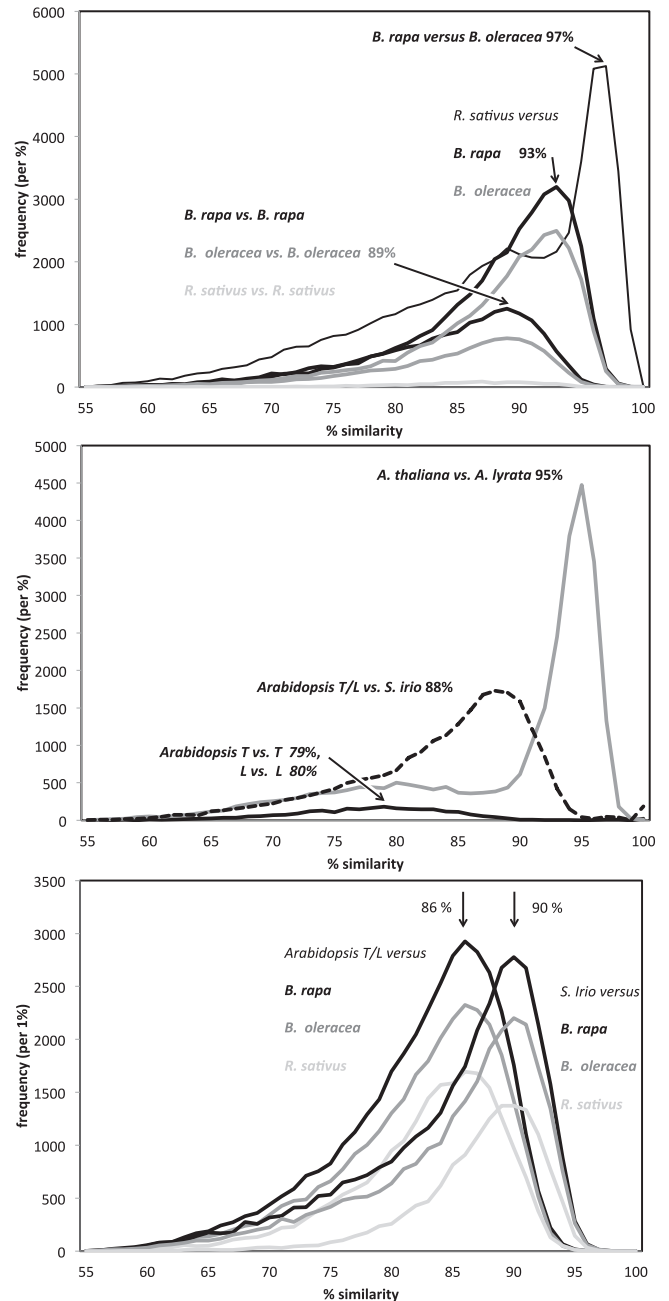 6000
5000
4000
3000
2000
1000
0
frequency (per %)
B. rapa versus B. oleracea 97%
R. sativus versus
B. rapa 93%
B. oleracea
B. rapa vs. B. rapa
B. oleracea vs. B. oleracea 89%
R. sativus vs. R. sativus
55 60 65 70 75 80 85 90 95 100
% similarity
5000
4500
4000
3500
3000
2500
2000
1500
1000
500
0
frequency (per %)
A. thaliana vs. A. lyrata 95%
Arabidopsis T/L vs. S. irio 88%
Arabidopsis T vs. T 79%,
L vs. L 80%
55 60 65 70 75 80 85 90 95 100
% similarity
3500
3000
2500
2000
1500
1000
500
0
frequency (per 1%)
86 % 90 %
Arabidopsis T/L versus
B. rapa
B. oleracea
R. sativus
S. Irio versus
B. rapa
B. oleracea
R. sativus
55 60 65 70 75 80 85 90 95 100
% similarity